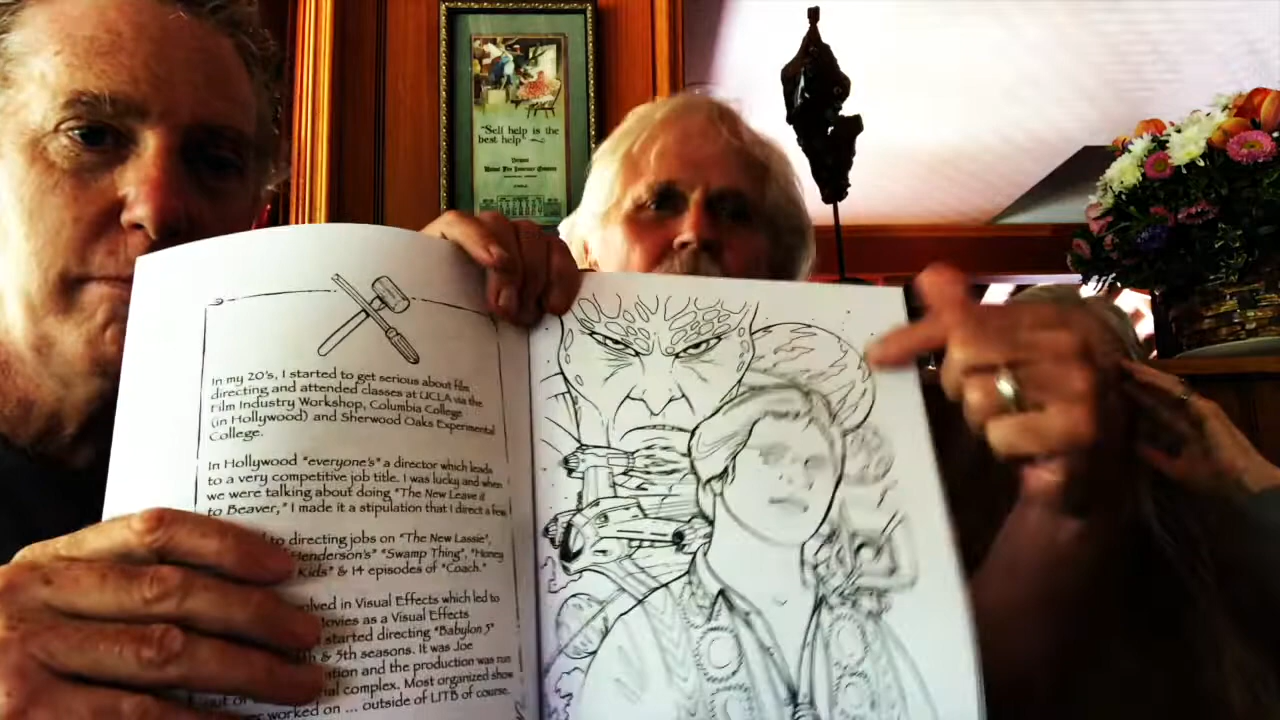 "Self help is the
best help"
In my 20's, I started to get serious about film
directing and attended classes at UCLA via the
Film Industry Workshop, Columbia College
(in Hollywood) and Sherwood Oaks Experimental
College.
In Hollywood "everyone's" a director which leads
to a very competitive job title. I was lucky and when
we were talking about doing "The New Leave it
to Beaver," I made it a stipulation that I direct a few
to directing jobs on "The New Lassie",
Henderson's" "Swamp Thing", "Honey
Kids" & 14 episodes of "Coach."
olved in Visual Effects which led to
ovies as a Visual Effects
started directing "Babylon 5"
th & 5th seasons. It was Joe
ation and the production was run
out of ial complex. Most organized show
worked on ... outside of LITB of course.